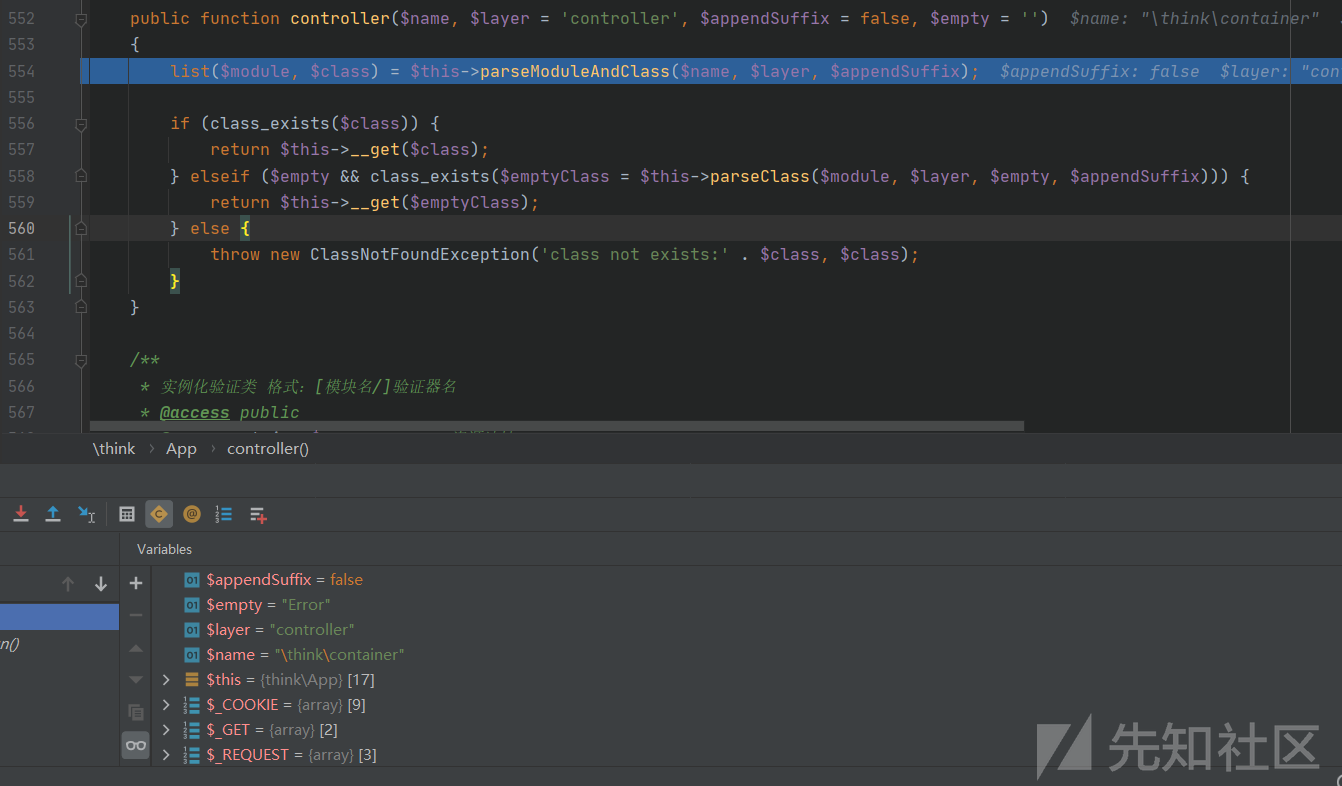 552 public function controller($name, $layer = 'controller', $appendSuffix = false, $empty = '') $name: "\think\container"
553 {
554 list($module, $class) = $this->parseModuleAndClass($name, $layer, $appendSuffix); $appendSuffix: false $layer: "con
555
556 if (class_exists($class)) {
557 return $this->__get($class);
558 } elseif ($empty && class_exists($emptyClass = $this->parseClass($module, $layer, $empty, $appendSuffix))) {
559 return $this->__get($emptyClass);
560 } else {
561 throw new ClassNotFoundException('class not exists:' . $class, $class);
562 }
563 }
564
565 /**
566 * 实例化验证类 格式：[模块名/]验证器名
567 * @access public
\think › App › controller()
Variables
$appendSuffix = false
$empty = "Error"
$layer = "controller"
n()
$name = "\think\container"
$this = {think\App} [17]
$_COOKIE = {array} [9]
$_GET = {array} [2]
$_REQUEST = {array} [3]
先知社区